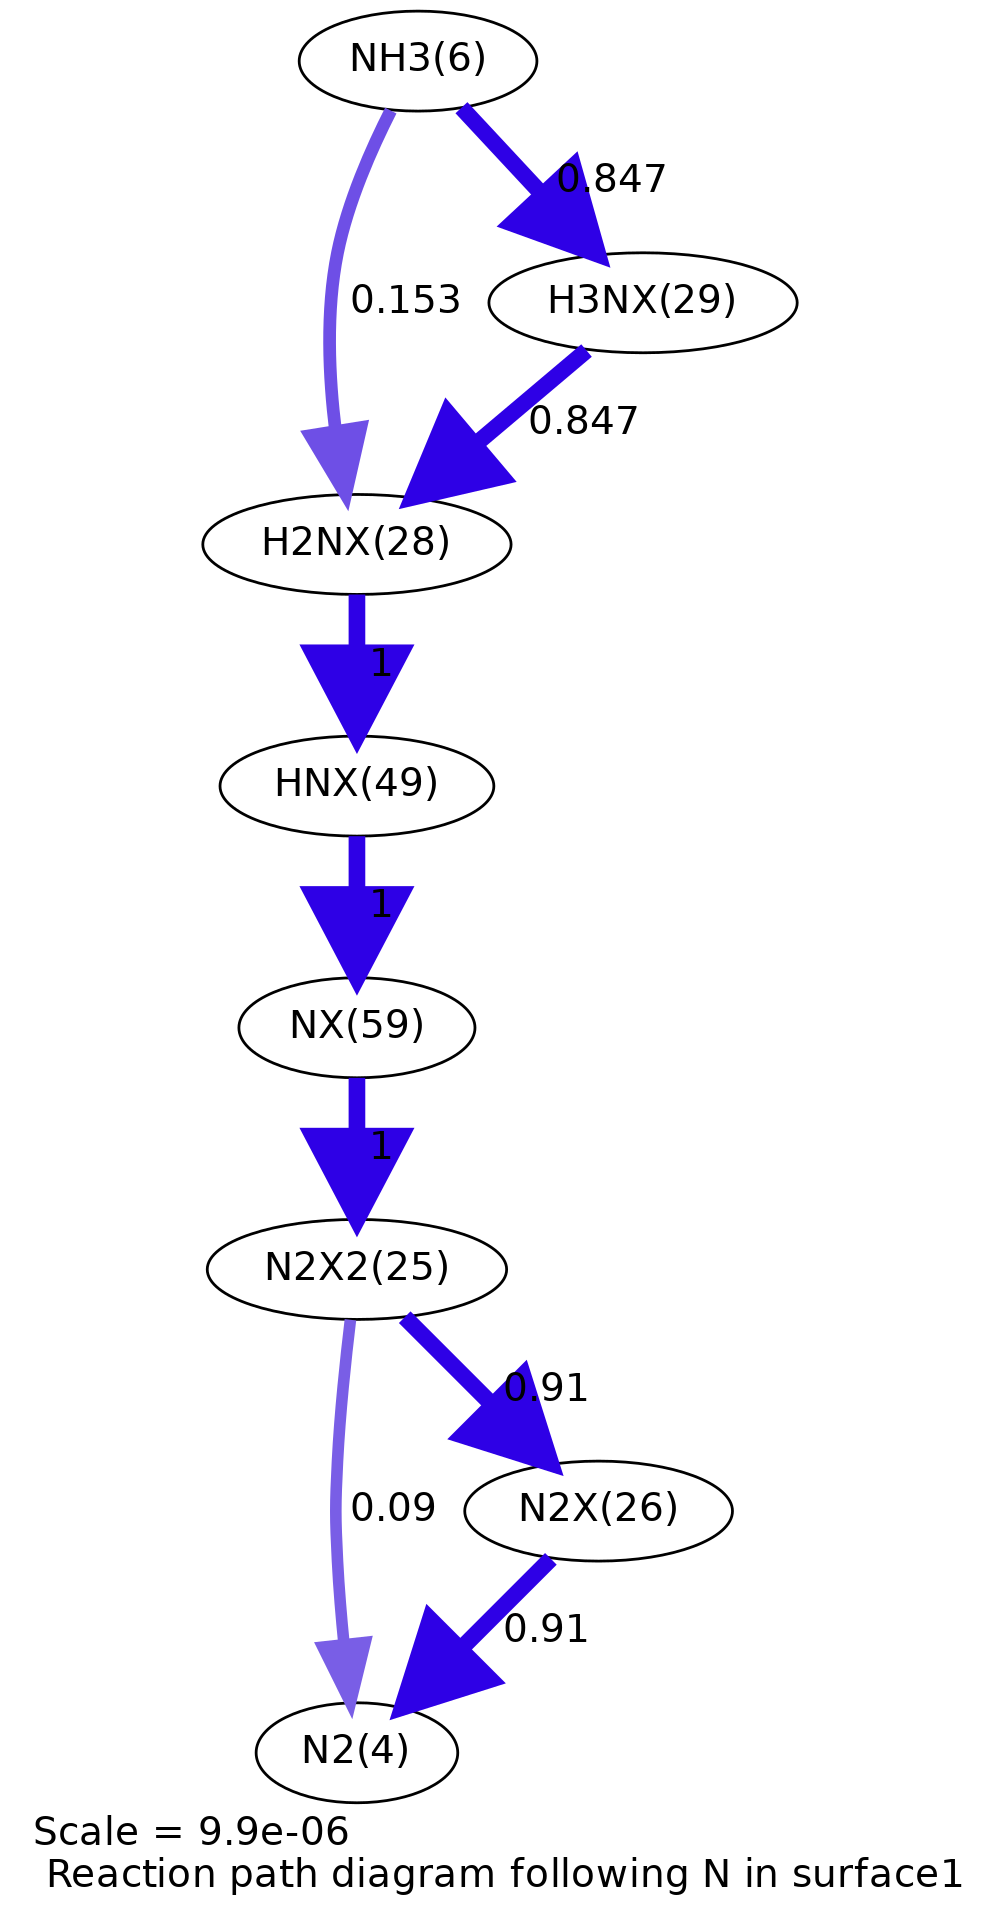 NH3(6)
0.847
0.153
H3NX(29)
0.847
H2NX(28)
1
HNX(49)
1
NX(59)
1
N2X2(25)
0.91
0.09
N2X(26)
0.91
N2(4)
Scale = 9.9e-06
Reaction path diagram following N in surface1